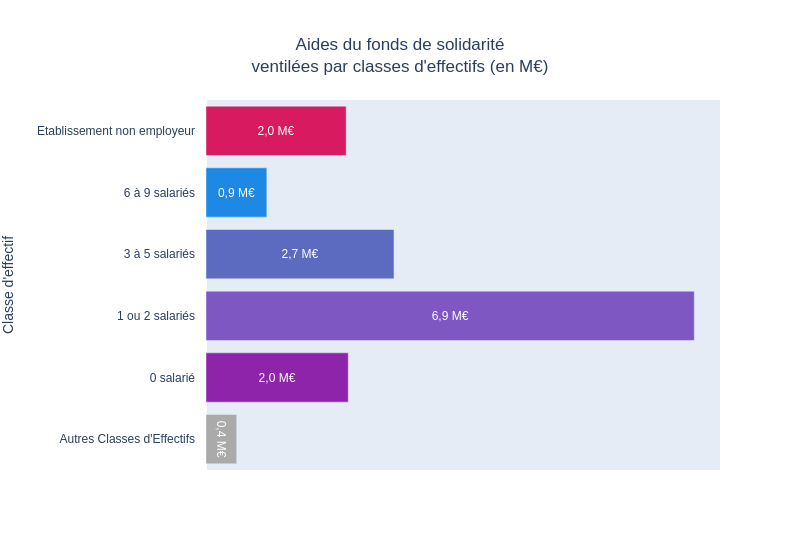 Aides du fonds de solidarité
ventilées par classes d'effectifs (en M€)
Classe d'effectif
Etablissement non employeur
2,0 M€
6 à 9 salariés
0,9 M€
3 à 5 salariés
2,7 M€
1 ou 2 salariés
6,9 M€
0 salarié
2,0 M€
Autres Classes d'Effectifs
0,4 M€